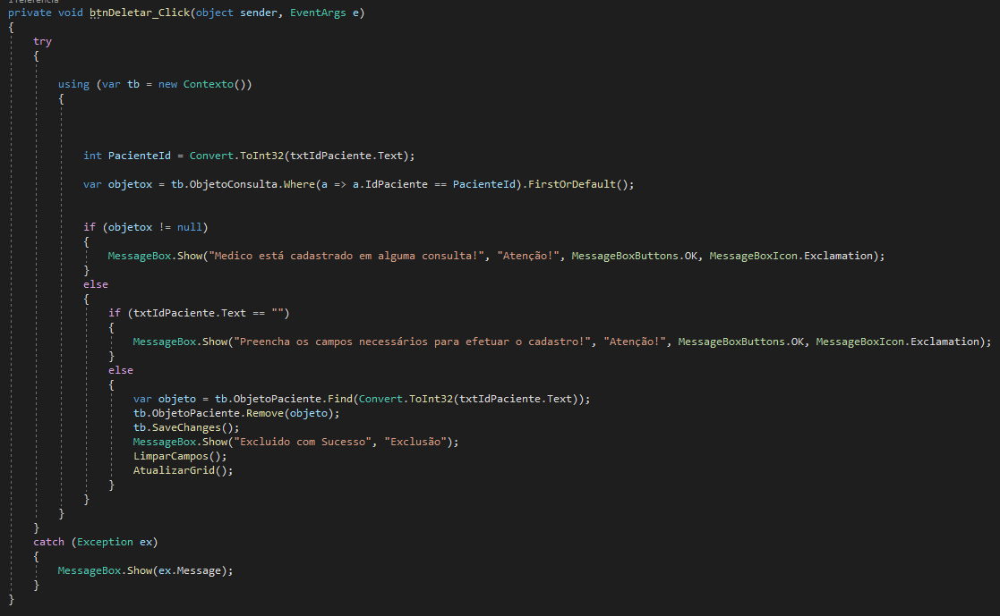 1 referência
private void btnDeletar_Click(object sender, EventArgs e)
{
try
{
using (var tb = new Contexto())
{
int PacienteId = Convert.ToInt32(txtIdPaciente.Text);
var objetox = tb.ObjetoConsulta.Where(a => a.IdPaciente == PacienteId).FirstOrDefault();
if (objetox != null)
{
MessageBox.Show("Medico está cadastrado em alguma consulta!", "Atenção!", MessageBoxButtons.OK, MessageBoxIcon.Exclamation);
}
else
{
if (txtIdPaciente.Text == "")
{
MessageBox.Show("Preencha os campos necessários para efetuar o cadastro!", "Atenção!", MessageBoxButtons.OK, MessageBoxIcon.Exclamation);
}
else
{
var objeto = tb.ObjetoPaciente.Find(Convert.ToInt32(txtIdPaciente.Text));
tb.ObjetoPaciente.Remove(objeto);
tb.SaveChanges();
MessageBox.Show("Excluido com Sucesso", "Exclusão");
LimparCampos();
AtualizarGrid();
}
}
}
}
catch (Exception ex)
{
MessageBox.Show(ex.Message);
}
}